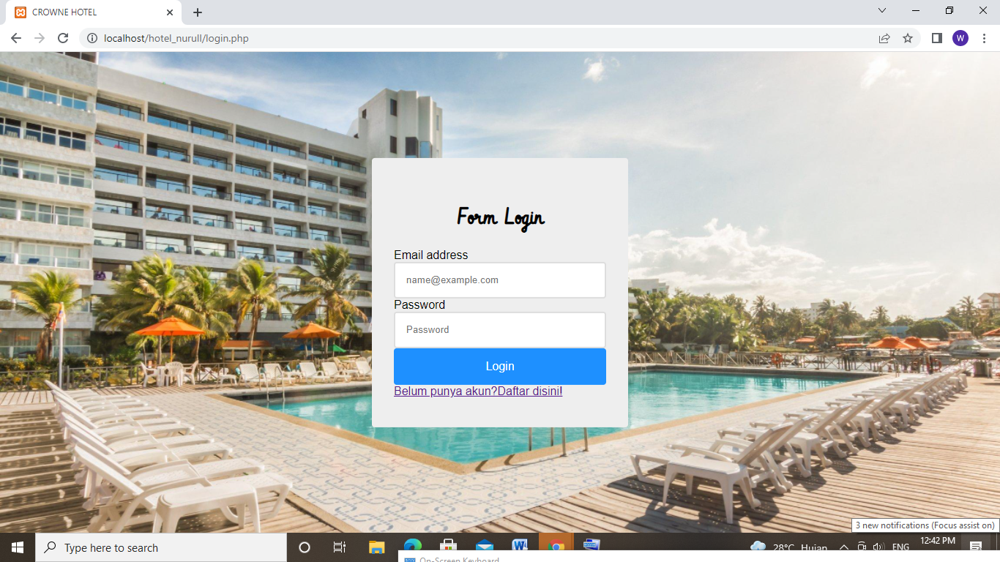 CROWNE HOTEL
localhost/hotel_nurull/login.php
W
Form Login
Email address
name@example.com
Password
Password
Login
Belum punya akun?Daftar disini!
3 new notifications (Focus assist on)
Type here to search
28°C Hujan
ENG
12:42 PM
On-Screen Keyboard